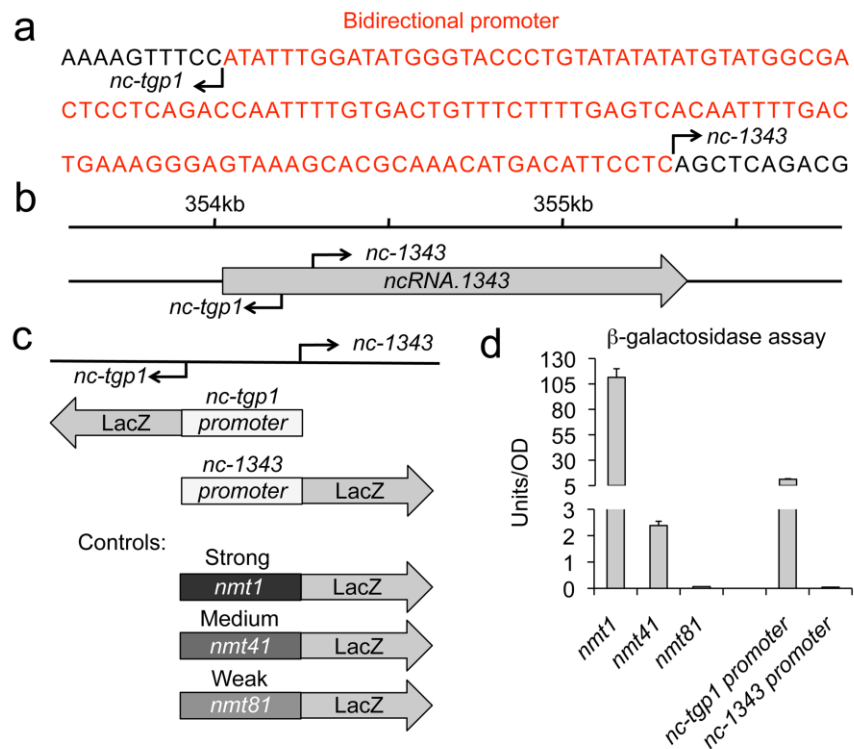 a
Bidirectional promoter
AAAAGTTTCCATATTTGGATATGGGTACCCTGTATATATATGTATGGCGA
nc-tgp1
CTCCTCAGACCAATTTTGTGACTGTTTCTTTTGAGTCACAATTTTGAC
nc-1343
TGAAAGGGAGTAAAGCACGCAAACATGACATTCCTCAGCTCAGACG
b
354kb 355kb
nc-1343
ncRNA.1343
nc-tgp1
c
nc-1343
nc-tgp1
nc-tgp1
LacZ promoter
nc-1343
promoter LacZ
Controls:
Strong
nmt1 LacZ
Medium
nmt41 LacZ
Weak
nmt81 LacZ
d
β-galactosidase assay
Units/OD
130
105
80
55
30
5
3
2
1
0
nmt1
nmt41
nmt81
nc-tgp1 promoter
nc-1343 promoter